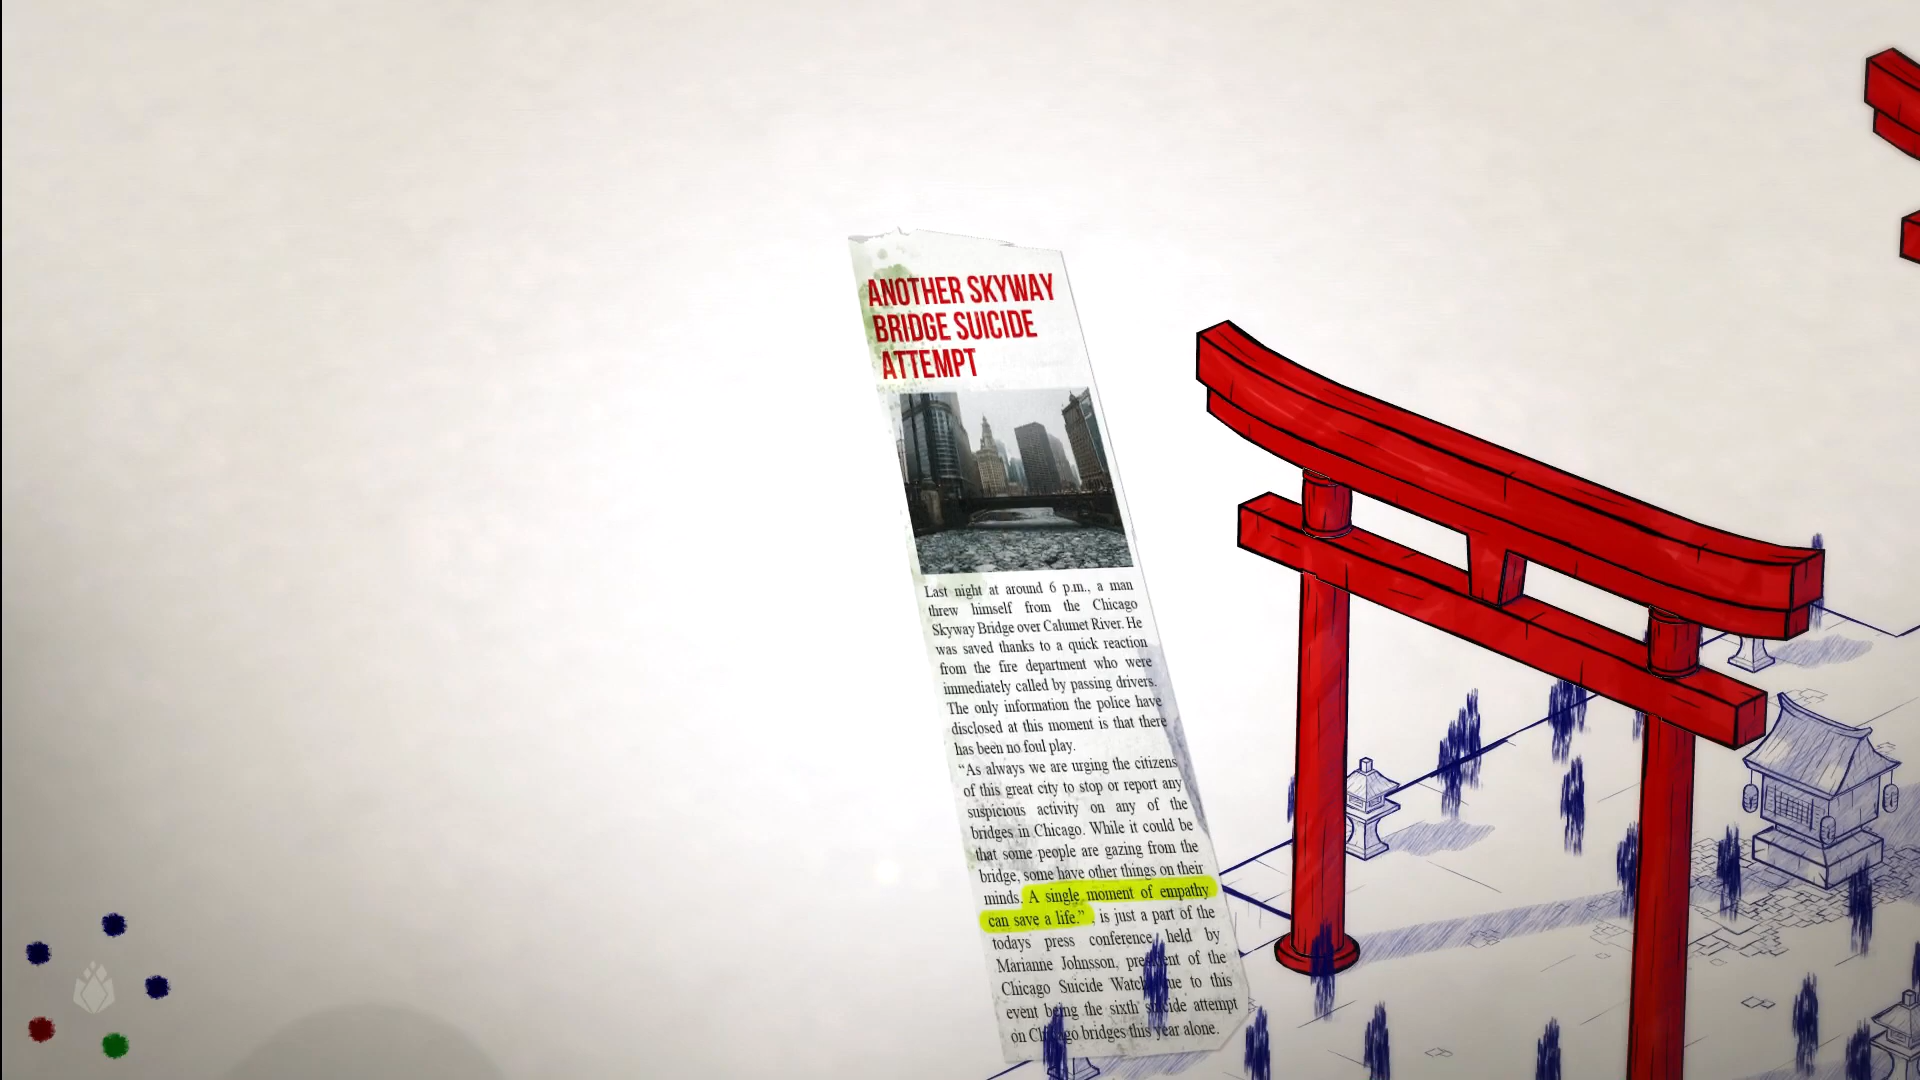 ANOTHER SKYWAY
BRIDGE SUICIDE
ATTEMPT
Last night at around 6 p.m., a man
threw himself from the Chicago
Skyway Bridge over Calumet River. He
was saved thanks to a quick reaction
from the fire department who were
immediately called by passing drivers.
The only information the police have
disclosed at this moment is that there
has been no foul play.
“As always we are urging the citizens
of this great city to stop or report any
suspicious activity on any of the
bridges in Chicago. While it could be
that some people are gazing from the
bridge, some have other things on their
minds. A single moment of empathy
can save a life.” , is just a part of the
todays press conference held by
Marianne Johnsson, president of the
Chicago Suicide Watch due to this
event being the sixth suicide attempt
on Chicago bridges this year alone.